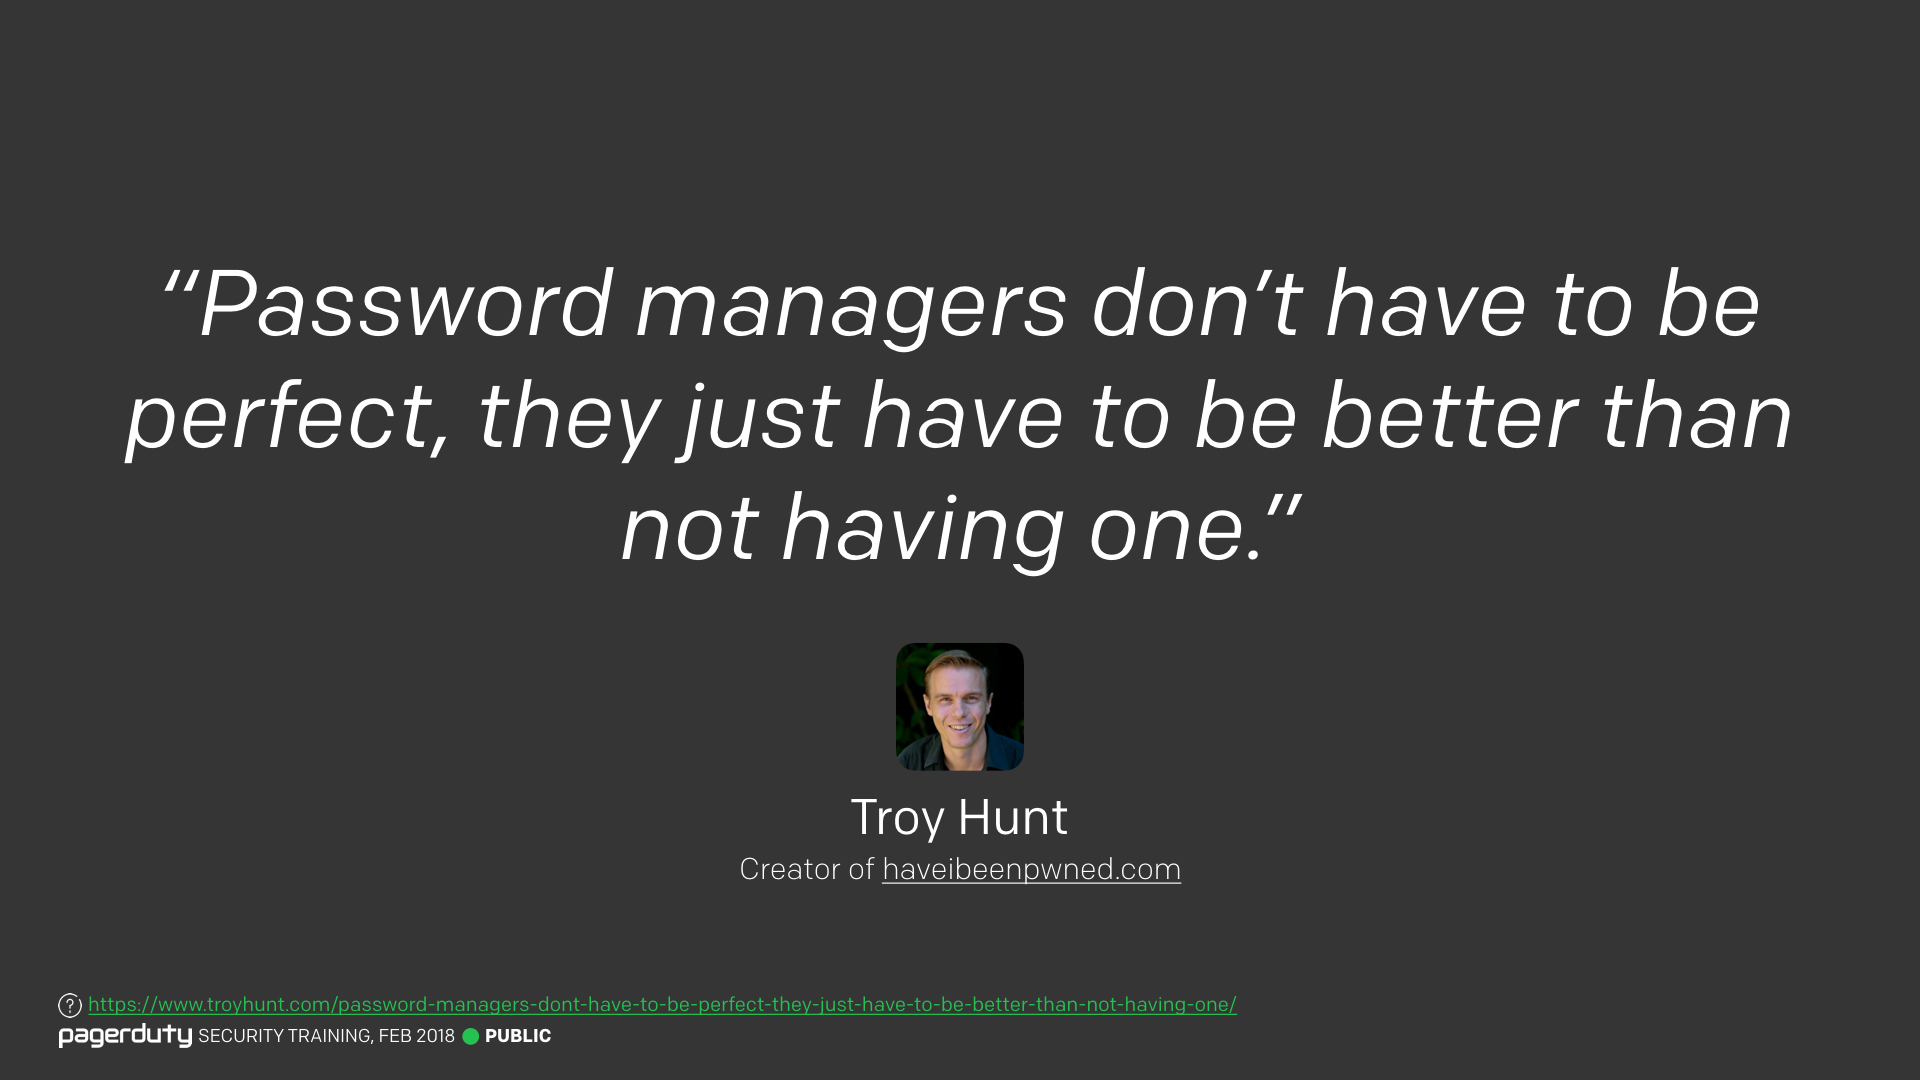 “Password managers don’t have to be
perfect, they just have to be better than
not having one.”
Troy Hunt
Creator of haveibeenpwned.com
? https://www.troyhunt.com/password-managers-dont-have-to-be-perfect-they-just-have-to-be-better-than-not-having-one/
pagerduty SECURITY TRAINING, FEB 2018 PUBLIC